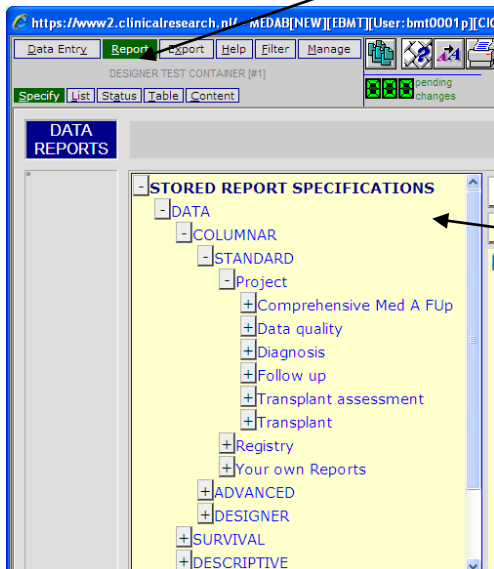 https://www2.clinicalresearch.nl/ - MEDAB[NEW][EBMT][User:bmt0001p][CIC
Data Entry Report Export Help Filter Manage
DESIGNER TEST CONTAINER [#1]
pending
changes
Specify List Status Table Content
DATA
REPORTS
STORED REPORT SPECIFICATIONS
DATA
COLUMNAR
STANDARD
Project
Comprehensive Med A FUp
Data quality
Diagnosis
Follow up
Transplant assessment
Transplant
Registry
Your own Reports
ADVANCED
DESIGNER
SURVIVAL
DESCRIPTIVE